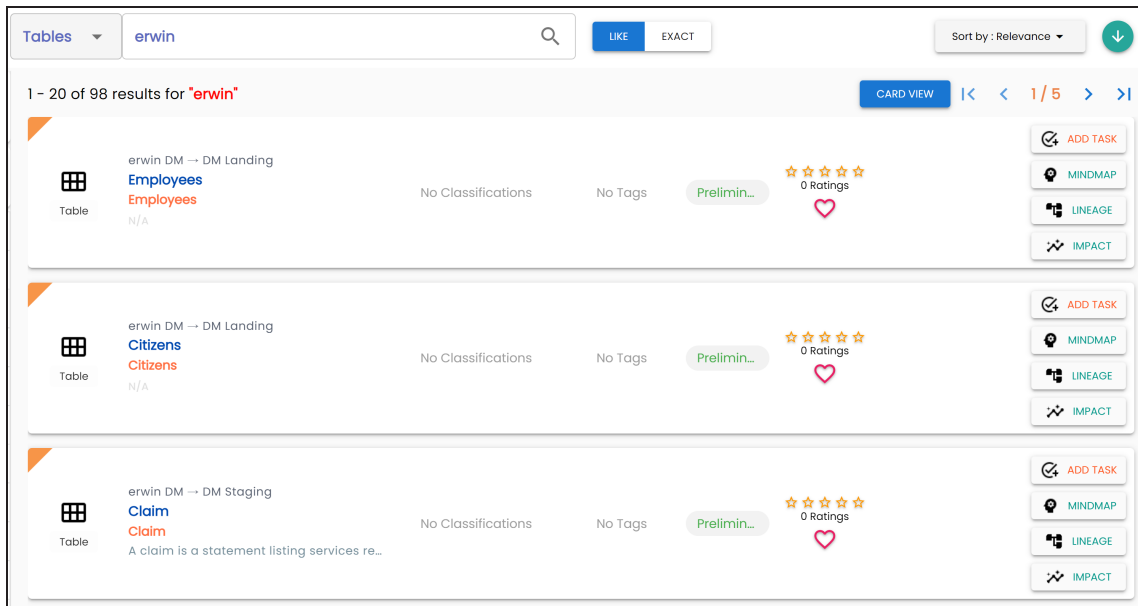 Tables erwin LIKE EXACT Sort by : Relevance
1 - 20 of 98 results for "erwin" CARD VIEW 1 / 5
ADD TASK
erwin DM → DM Landing
Employees
Employees
N/A
Table
No Classifications
No Tags
Prelimin...
0 Ratings
MINDMAP
LINEAGE
IMPACT
ADD TASK
erwin DM → DM Landing
Citizens
Citizens
N/A
Table
No Classifications
No Tags
Prelimin...
0 Ratings
MINDMAP
LINEAGE
IMPACT
ADD TASK
erwin DM → DM Staging
Claim
Claim
A claim is a statement listing services re...
Table
No Classifications
No Tags
Prelimin...
0 Ratings
MINDMAP
LINEAGE
IMPACT